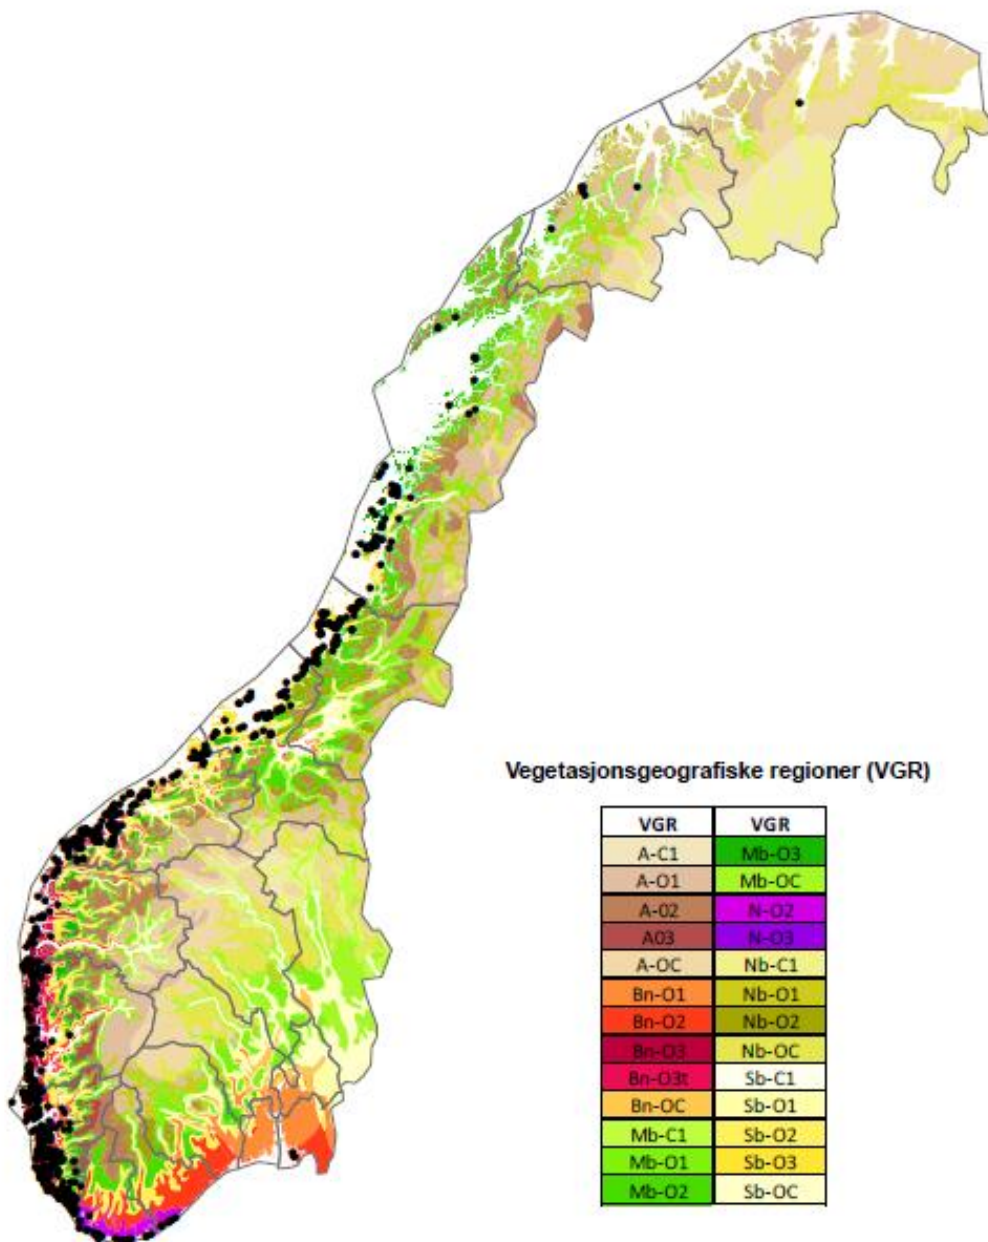 Vegetasjonsgeografiske regioner (VGR)
VGR VGR
A-C1 Mb-O3
A-O1 Mb-OC
A-02 N-O2
A03 N-O3
A-OC Nb-C1
Bn-O1 Nb-O1
Bn-O2 Nb-O2
Bn-O3 Nb-OC
Bn-O3t Sb-C1
Bn-OC Sb-O1
Mb-C1 Sb-O2
Mb-O1 Sb-O3
Mb-O2 Sb-OC